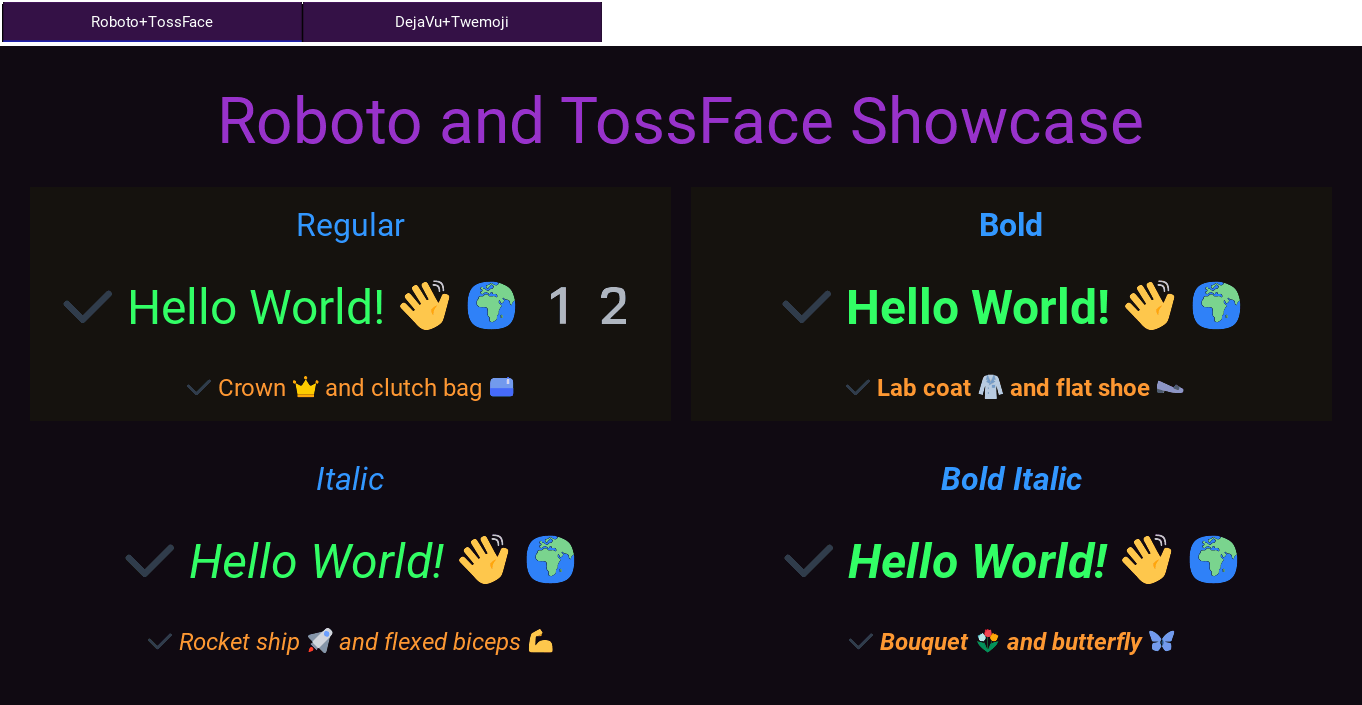 Roboto+TossFace
DejaVu+Twemoji
Roboto and TossFace Showcase
Regular
✔ Hello World! 👋 🌍 1 2
✔ Crown 👑 and clutch bag 👝
Bold
✔ Hello World! 👋 🌍
✔ Lab coat 🥼 and flat shoe 🥿
Italic
✔ Hello World! 👋 🌍
✔ Rocket ship 🚀 and flexed biceps 💪
Bold Italic
✔ Hello World! 👋 🌍
✔ Bouquet 💐 and butterfly 🦋